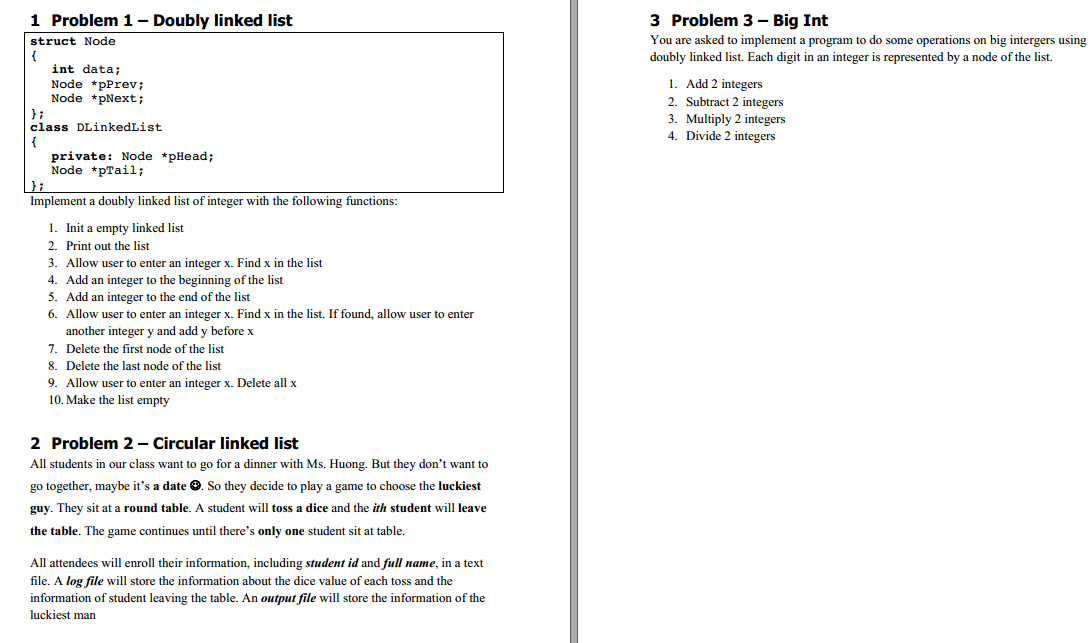 1 Problem 1 – Doubly linked list
struct Node
{
int data;
Node *pPrev;
Node *pNext;
};
class DLinkedList
{
private: Node *pHead;
Node *pTail;
};
Implement a doubly linked list of integer with the following functions:
1. Init a empty linked list
2. Print out the list
3. Allow user to enter an integer x. Find x in the list
4. Add an integer to the beginning of the list
5. Add an integer to the end of the list
6. Allow user to enter an integer x. Find x in the list. If found, allow user to enter
another integer y and add y before x
7. Delete the first node of the list
8. Delete the last node of the list
9. Allow user to enter an integer x. Delete all x
10. Make the list empty
2 Problem 2 – Circular linked list
All students in our class want to go for a dinner with Ms. Huong. But they don’t want to
go together, maybe it’s a date ☺. So they decide to play a game to choose the luckiest
guy. They sit at a round table. A student will toss a dice and the ith student will leave
the table. The game continues until there’s only one student sit at table.
All attendees will enroll their information, including student id and full name, in a text
file. A log file will store the information about the dice value of each toss and the
information of student leaving the table. An output file will store the information of the
luckiest man
3 Problem 3 – Big Int
You are asked to implement a program to do some operations on big intergers using
doubly linked list. Each digit in an integer is represented by a node of the list.
1. Add 2 integers
2. Subtract 2 integers
3. Multiply 2 integers
4. Divide 2 integers